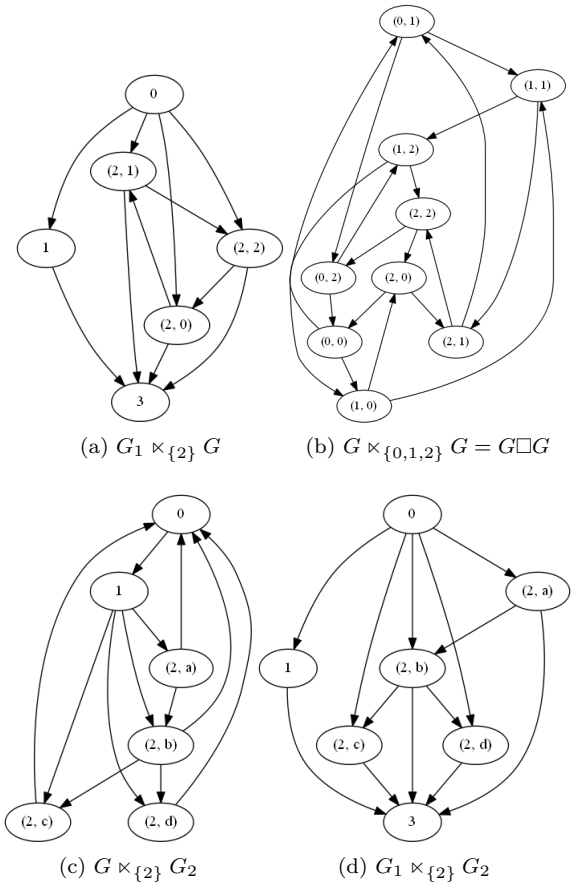 0
(2, 1)
1
(2, 2)
(2, 0)
3
(a) G₁ ⋉{2} G
(0, 1)
(1, 1)
(1, 2)
(2, 2)
(0, 2)
(2, 0)
(0, 0)
(2, 1)
(1, 0)
(b) G ⋉{0,1,2} G = G□G
0
1
(2, a)
(2, b)
(2, c)
(2, d)
(c) G ⋉{2} G₂
0
(2, a)
1
(2, b)
(2, c)
(2, d)
3
(d) G₁ ⋉{2} G₂